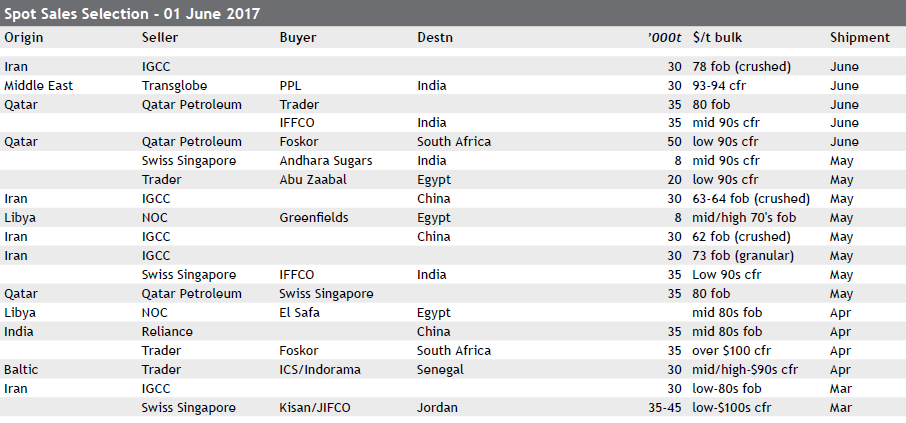 Spot Sales Selection - 01 June 2017
Origin Seller Buyer Destn '000t $/t bulk Shipment
Iran IGCC 30 78 fob (crushed) June
Middle East Transglobe PPL India 30 93-94 cfr June
Qatar Qatar Petroleum Trader 35 80 fob June
IFFCO India 35 mid 90s cfr June
Qatar Qatar Petroleum Foskor South Africa 50 low 90s cfr June
Swiss Singapore Andhara Sugars India 8 mid 90s cfr May
Trader Abu Zaabal Egypt 20 low 90s cfr May
Iran IGCC China 30 63-64 fob (crushed) May
Libya NOC Greenfields Egypt 8 mid/high 70's fob May
Iran IGCC China 30 62 fob (crushed) May
Iran IGCC 30 73 fob (granular) May
Swiss Singapore IFFCO India 35 Low 90s cfr May
Qatar Qatar Petroleum Swiss Singapore 35 80 fob May
Libya NOC El Safa Egypt mid 80s fob Apr
India Reliance China 35 mid 80s fob Apr
Trader Foskor South Africa 35 over $100 cfr Apr
Baltic Trader ICS/Indorama Senegal 30 mid/high-$90s cfr Apr
Iran IGCC 30 low-80s fob Mar
Swiss Singapore Kisan/JIFCO Jordan 35-45 low-$100s cfr Mar